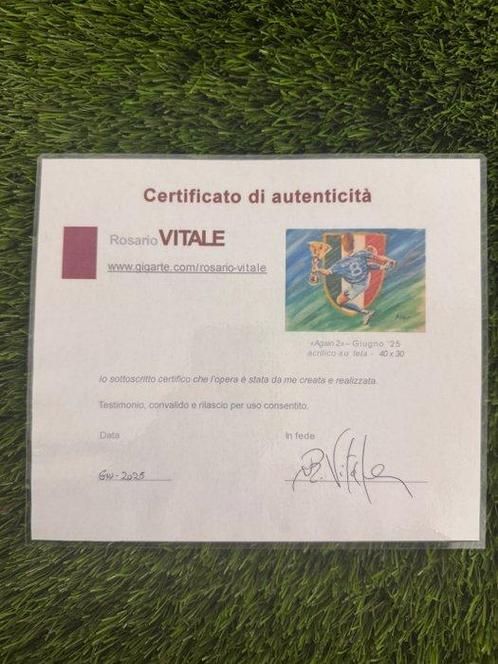 Certificato di autenticità
Rosario VITALE
www.gigarte.com/rosario-vitale
8
«Again 2» – Giugno '25
acrilico su tela - 40 x 30
Io sottoscritto certifico che l'opera è stata da me creata e realizzata.
Testimonio, convalido e rilascio per uso consentito.
Data
In fede
GIU - 2025
R. Vitale